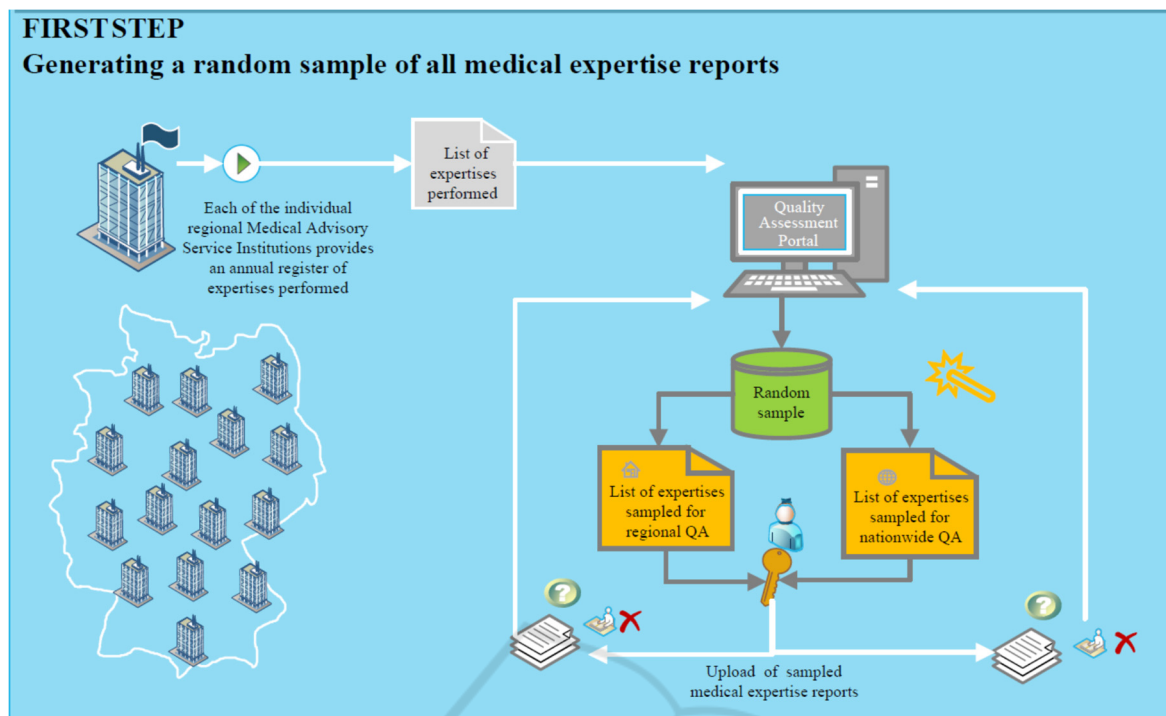 FIRST STEP
Generating a random sample of all medical expertise reports
List of
expertises
performed
Each of the individual
regional Medical Advisory
Service Institutions provides
an annual register of
expertises performed
Quality
Assessment
Portal
Random
sample
List of expertises
sampled for
regional QA
List of expertises
sampled for
nationwide QA
?
?
Upload of sampled
medical expertise reports